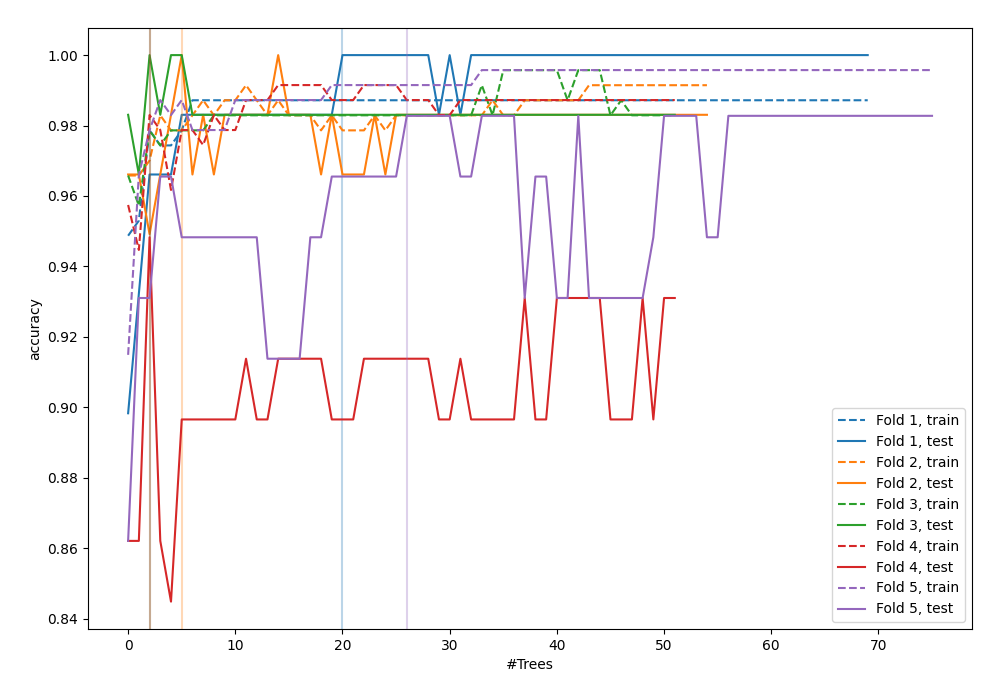 1.00
0.98
0.96
0.94
0.92
0.90
0.88
0.86
0.84
accuracy
0 10 20 30 40 50 60 70
#Trees
Fold 1, train
Fold 1, test
Fold 2, train
Fold 2, test
Fold 3, train
Fold 3, test
Fold 4, train
Fold 4, test
Fold 5, train
Fold 5, test